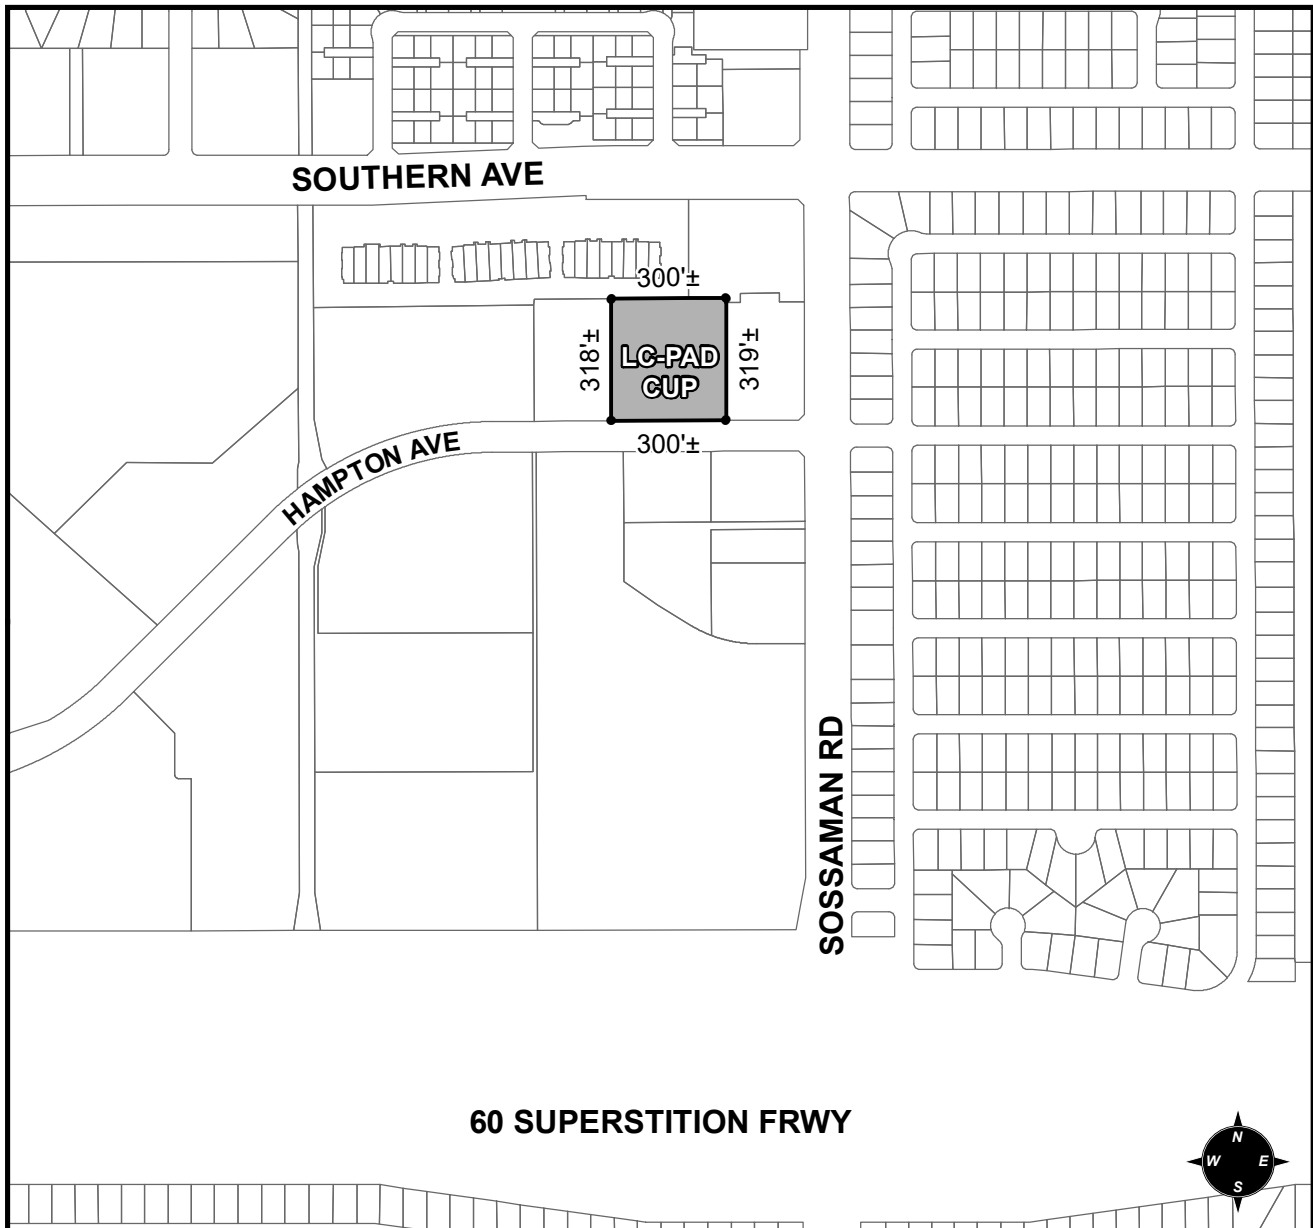 SOUTHERN AVE
300'±
318'±
LC-PAD
CUP
319'±
300'±
HAMPTON AVE
SOSSAMAN RD
60 SUPERSTITION FRWY
N
W
E
S